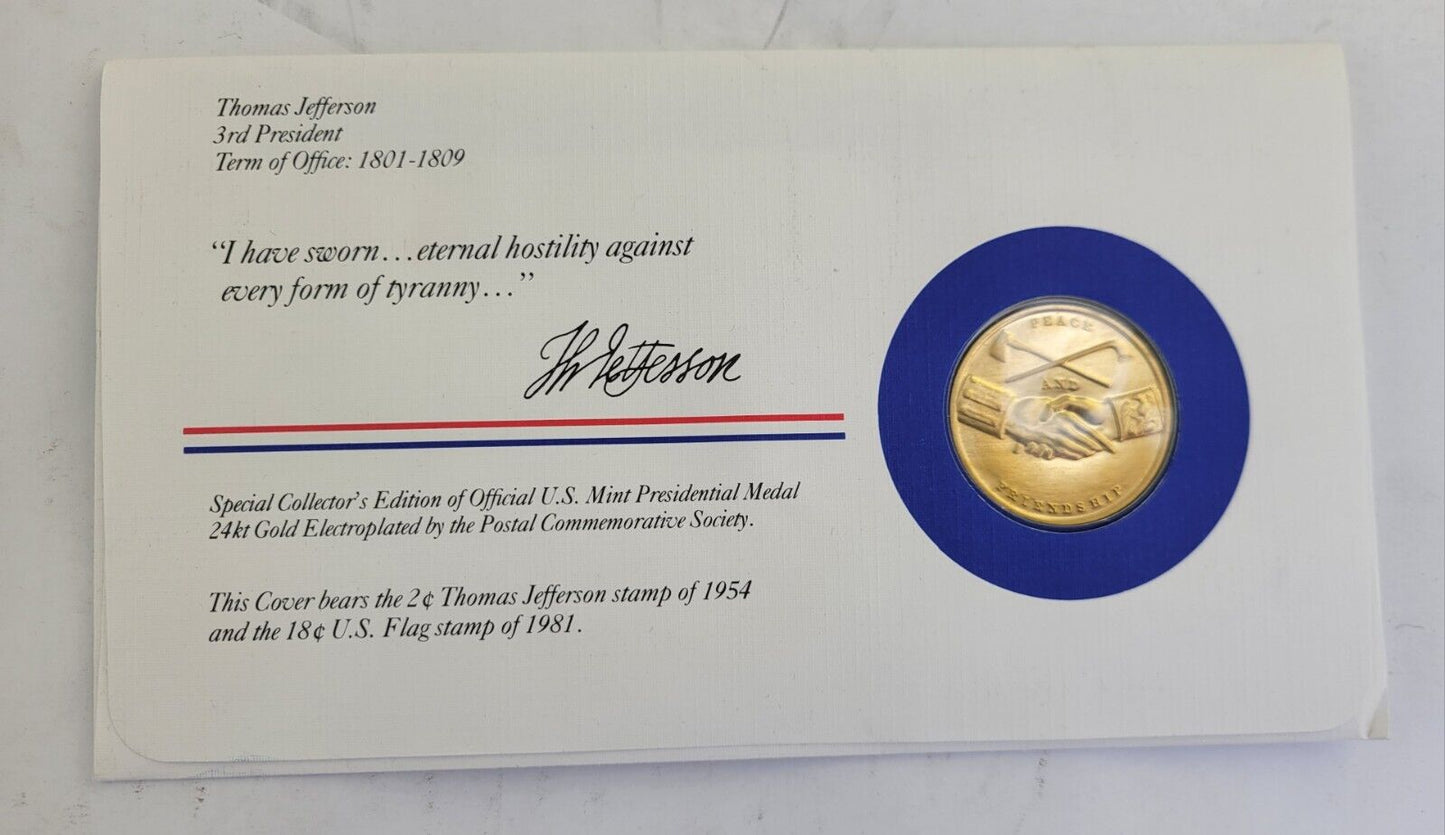 Thomas Jefferson
3rd President
Term of Office: 1801-1809
“I have sworn...eternal hostility against
every form of tyranny...”
Th Jefferson
Special Collector's Edition of Official U.S. Mint Presidential Medal
24kt Gold Electroplated by the Postal Commemorative Society.
This Cover bears the 2¢ Thomas Jefferson stamp of 1954
and the 18¢ U.S. Flag stamp of 1981.
PEACE
AND
FRIENDSHIP